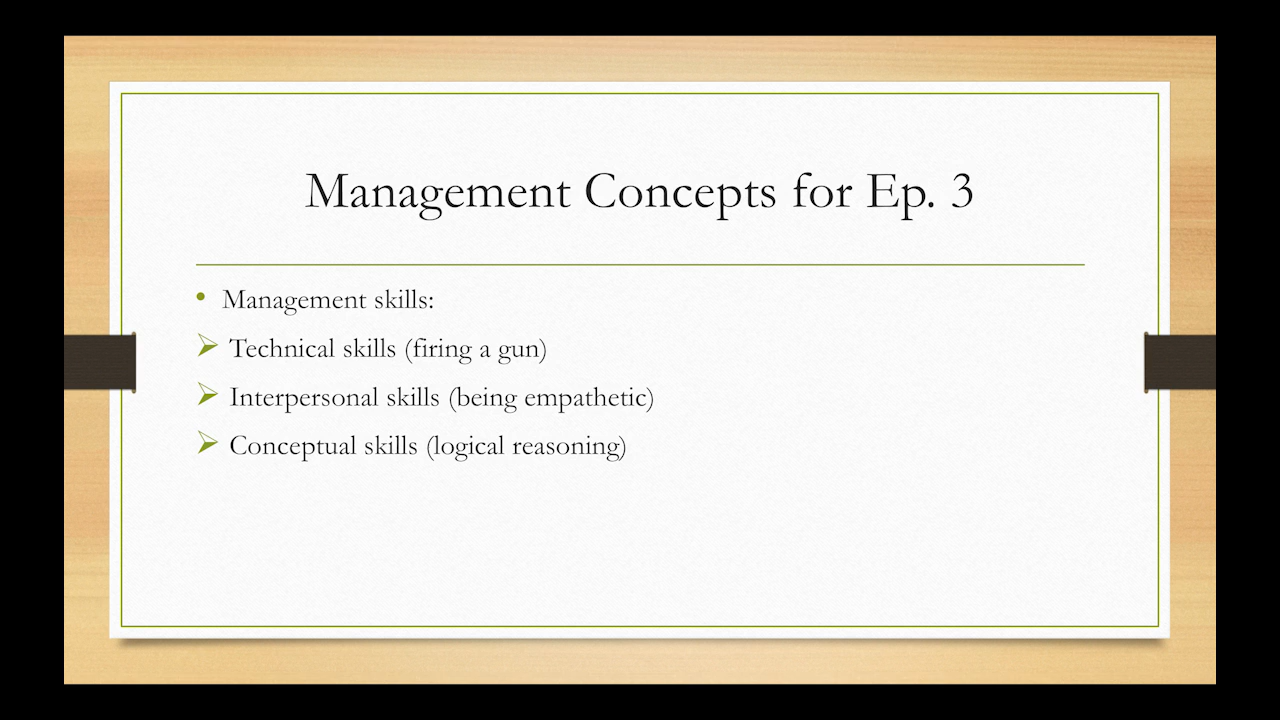 Management Concepts for Ep. 3
• Management skills:
➢ Technical skills (firing a gun)
➢ Interpersonal skills (being empathetic)
➢ Conceptual skills (logical reasoning)